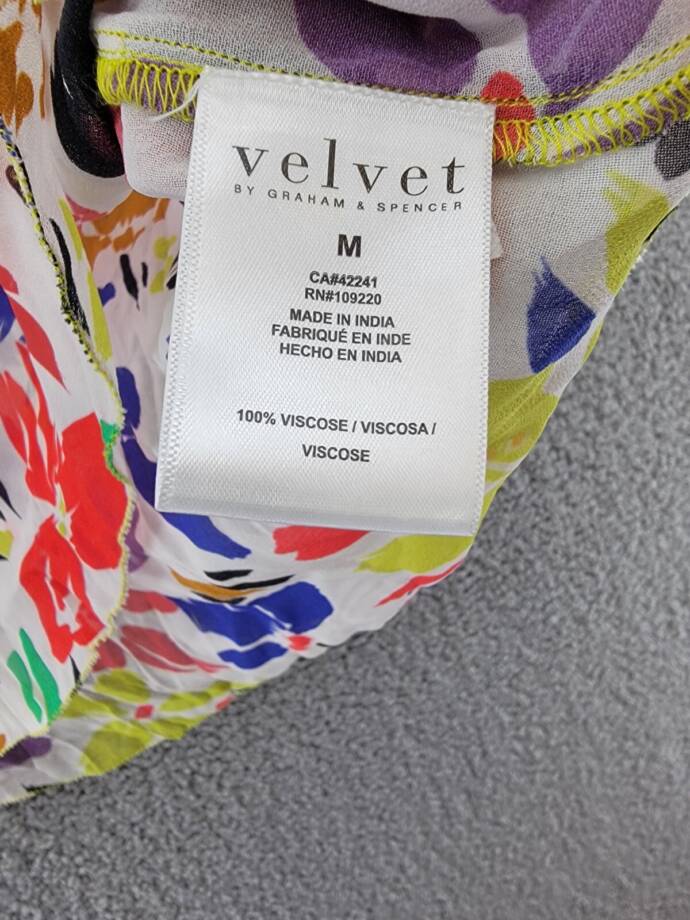 velvet
BY GRAHAM & SPENCER
M
CA#42241
RN#109220
MADE IN INDIA
FABRIQUÉ EN INDE
HECHO EN INDIA
100% VISCOSE / VISCOSA /
VISCOSE